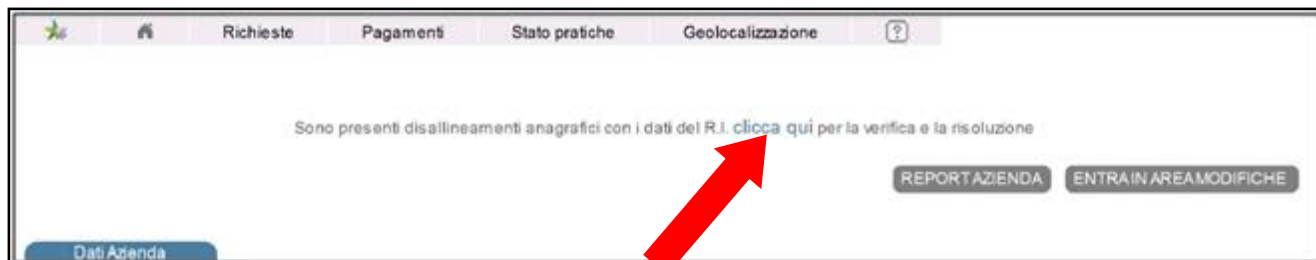 Richieste Pagamenti Stato pratiche Geolocalizzazione ?
Sono presenti disallineamenti anagrafici con i dati del R.I. clicca qui per la verifica e la risoluzione
REPORT AZIENDA ENTRA IN AREA MODIFICHE
Dati Azienda